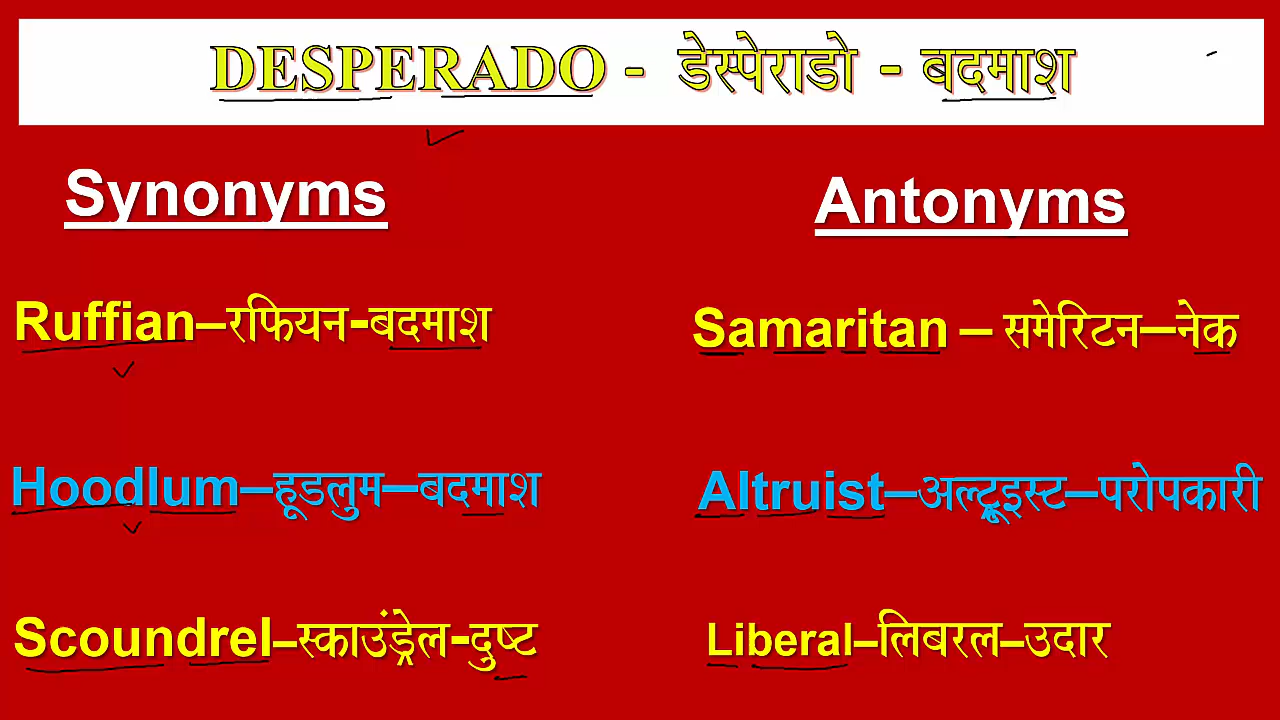 DESPERADO - डेस्पेराडो - बदमाश
Synonyms
Ruffian–रफियन-बदमाश
Hoodlum–हूडलुम–बदमाश
Scoundrel–स्काउंड्रेल-दुष्ट
Antonyms
Samaritan – समेरिटन–नेक
Altruist–अल्ट्रूइस्ट–परोपकारी
Liberal–लिबरल–उदार